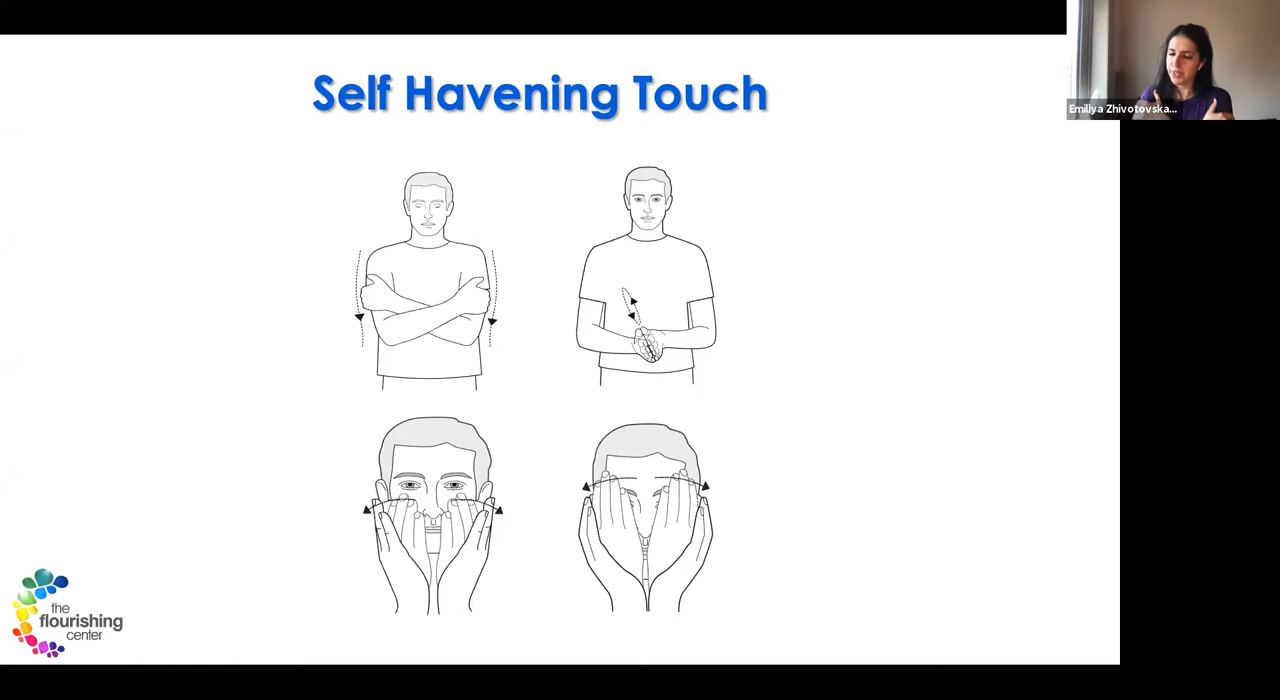 Self Havening Touch
Emiliya Zhivotovska...
the
flourishing
center